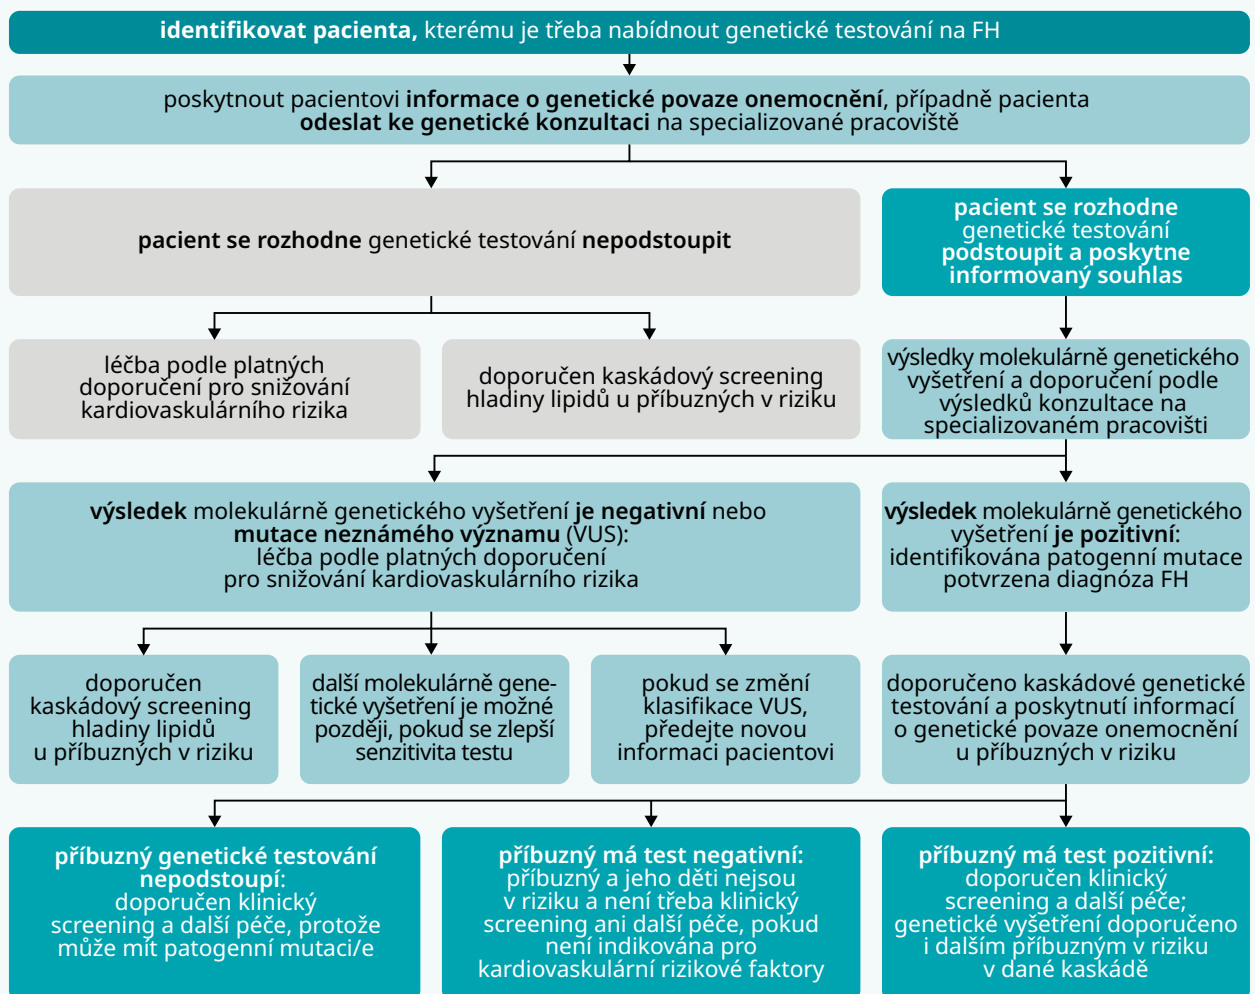 identifikovat pacienta, kterému je třeba nabídnout genetické testování na FH
poskytnout pacientovi informace o genetické povaze onemocnění, případně pacienta
odeslat ke genetické konzultaci na specializované pracoviště
pacient se rozhodne genetické testování nepodstoupit
pacient se rozhodne
genetické testování
podstoupit a poskytne
informovaný souhlas
léčba podle platných
doporučení pro snižování
kardiovaskulárního rizika
doporučen kaskádový screening
hladiny lipidů u příbuzných v riziku
výsledky molekulárně genetického
vyšetření a doporučení podle
výsledků konzultace na
specializovaném pracovišti
výsledek molekulárně genetického vyšetření je negativní nebo
mutace neznámého významu (VUS):
léčba podle platných doporučení
pro snižování kardiovaskulárního rizika
výsledek molekulárně genetického
vyšetření je pozitivní:
identifikována patogenní mutace
potvrzena diagnóza FH
doporučen
kaskádový screening
hladiny lipidů
u příbuzných v riziku
další molekulárně gene-
tické vyšetření je možné
později, pokud se zlepší
senzitivita testu
pokud se změní
klasifikace VUS,
předejte novou
informaci pacientovi
doporučeno kaskádové genetické
testování a poskytnutí informací
o genetické povaze onemocnění
u příbuzných v riziku
příbuzný genetické testování
nepodstoupí:
doporučen klinický
screening a další péče, protože
může mít patogenní mutaci/e
příbuzný má test negativní:
příbuzný a jeho děti nejsou
v riziku a není třeba klinický
screening ani další péče, pokud
není indikována pro
kardiovaskulární rizikové faktory
příbuzný má test pozitivní:
doporučen klinický
screening a další péče;
genetické vyšetření doporučeno
i dalším příbuzným v riziku
v dané kaskádě